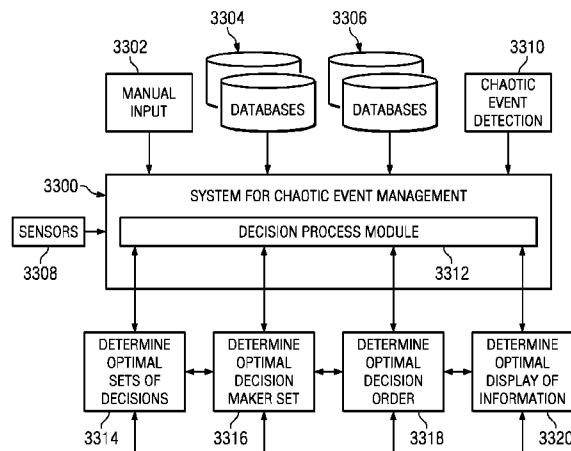 3304
3306
3302
3310
MANUAL
INPUT
DATABASES
DATABASES
CHAOTIC
EVENT
DETECTION
3300
SYSTEM FOR CHAOTIC EVENT MANAGEMENT
SENSORS
DECISION PROCESS MODULE
3308
3312
DETERMINE
OPTIMAL
SETS OF
DECISIONS
DETERMINE
OPTIMAL
DECISION
MAKER SET
DETERMINE
OPTIMAL
DECISION
ORDER
DETERMINE
OPTIMAL
DISPLAY OF
INFORMATION
3314
3316
3318
3320